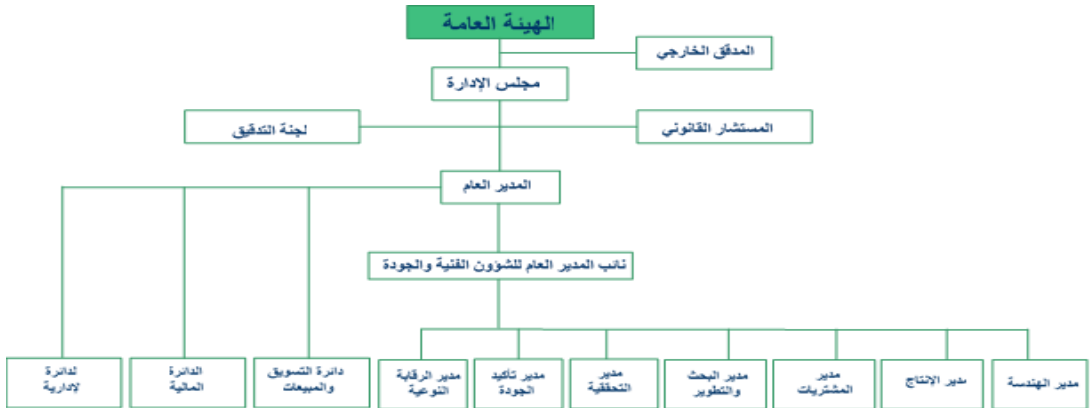 الهيئة العامة
المدقق الخارجي
مجلس الإدارة
المستشار القانوني
لجنة التدقيق
المدير العام
نائب المدير العام للشؤون الفنية والجودة
مدير الهندسة
مدير الإنتاج
مدير
المشتريات
مدير البحث
والتطوير
مدير
التحققية
مدير تأكيد
الجودة
مدير الرقابة
النوعية
دائرة التسويق
والمبيعات
الدائرة
المالية
لدائرة
لإدارية